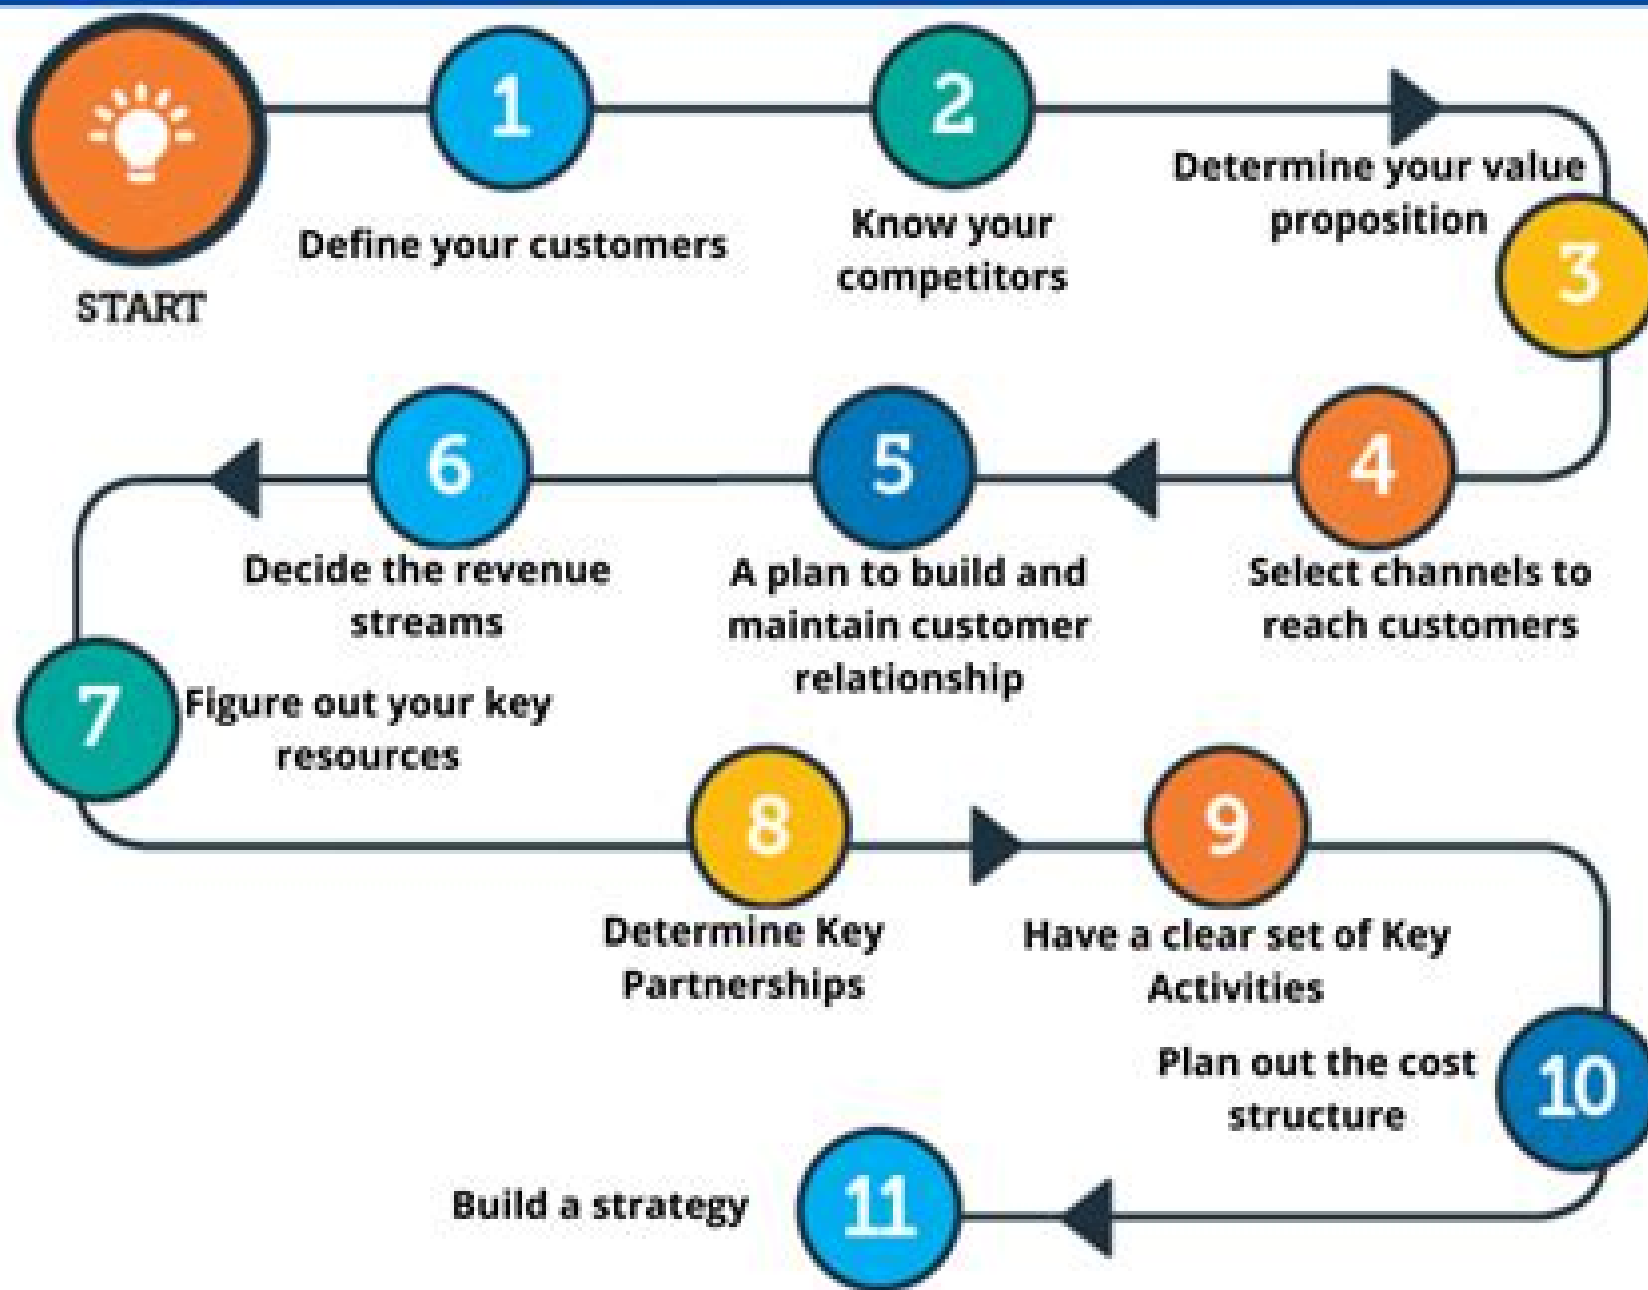 START
1
Define your customers
2
Know your
competitors
Determine your value
proposition
3
4
Select channels to
reach customers
5
A plan to build and
maintain customer
relationship
6
Decide the revenue
streams
7
Figure out your key
resources
8
Determine Key
Partnerships
9
Have a clear set of Key
Activities
10
Plan out the cost
structure
11
Build a strategy